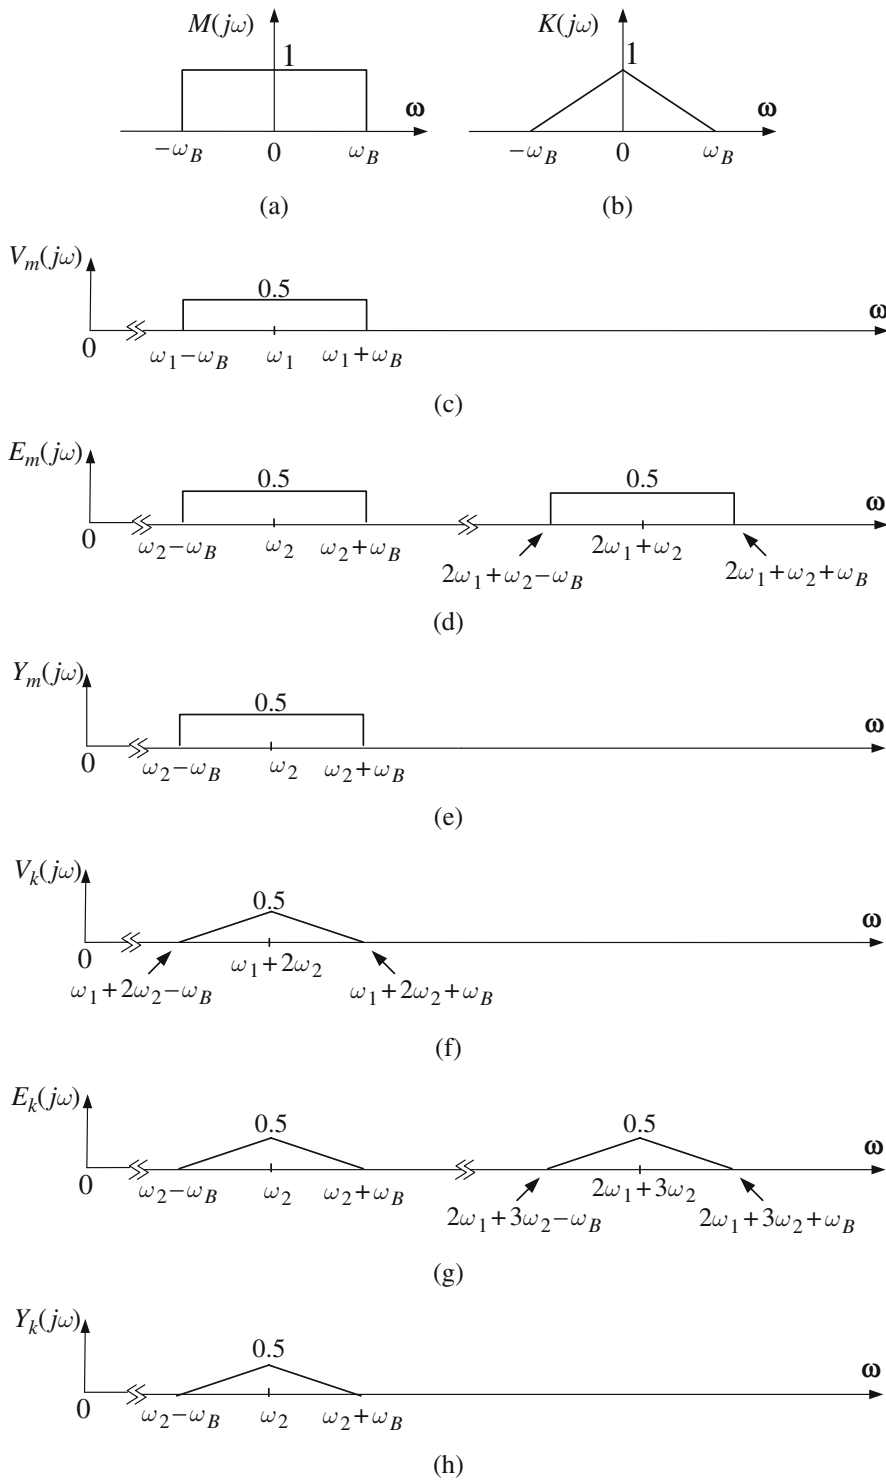 M(jω) K(jω)
1 1
ω ω
−ω_B 0 ω_B −ω_B 0 ω_B
(a) (b)
V_m(jω)
0.5
ω
0 ω_1−ω_B ω_1 ω_1+ω_B
(c)
E_m(jω)
0.5 0.5
ω
0 ω_2−ω_B ω_2 ω_2+ω_B 2ω_1+ω_2
2ω_1+ω_2−ω_B 2ω_1+ω_2+ω_B
(d)
Y_m(jω)
0.5
ω
0 ω_2−ω_B ω_2 ω_2+ω_B
(e)
V_k(jω)
0.5
ω
0 ω_1+2ω_2
ω_1+2ω_2−ω_B ω_1+2ω_2+ω_B
(f)
E_k(jω)
0.5 0.5
ω
0 ω_2−ω_B ω_2 ω_2+ω_B 2ω_1+3ω_2
2ω_1+3ω_2−ω_B 2ω_1+3ω_2+ω_B
(g)
Y_k(jω)
0.5
ω
0 ω_2−ω_B ω_2 ω_2+ω_B
(h)